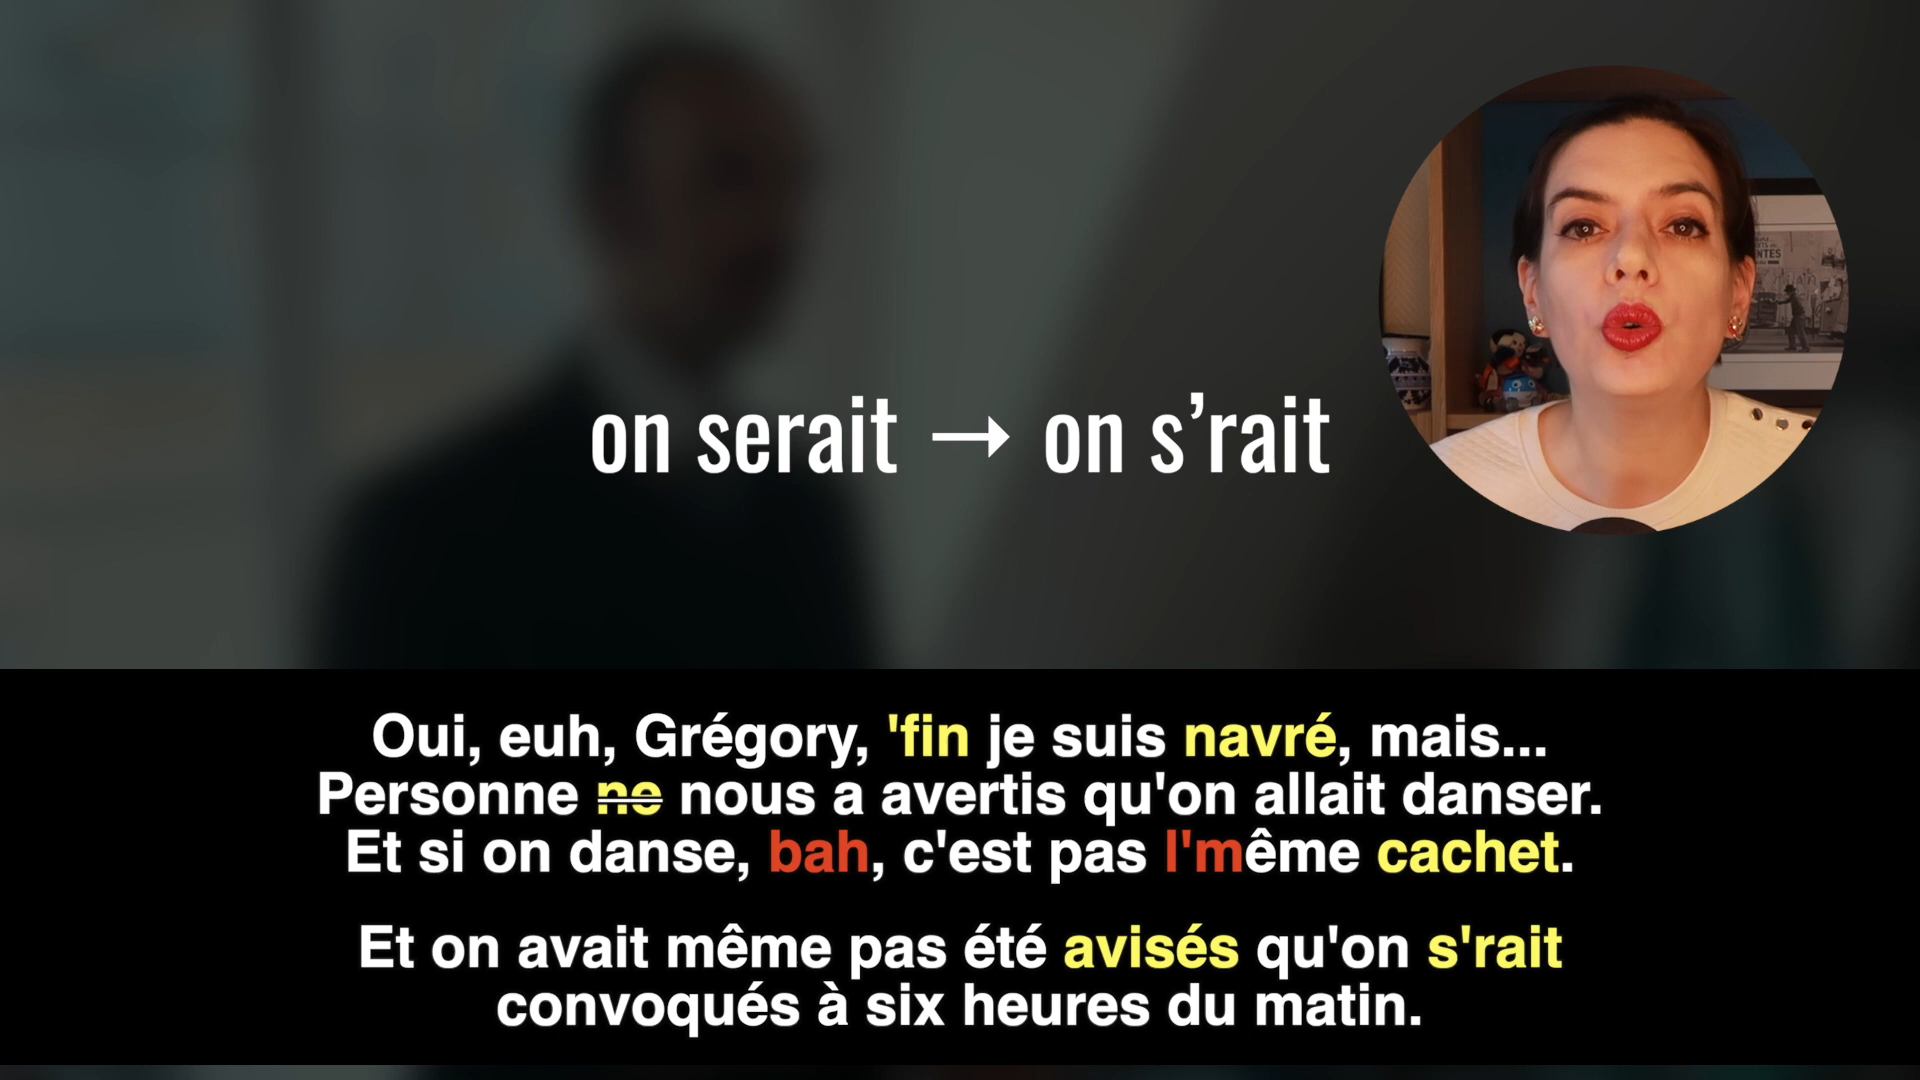 on serait → on s’rait
NTES
Oui, euh, Grégory, 'fin je suis navré, mais...
Personne ne nous a avertis qu'on allait danser.
Et si on danse, bah, c'est pas l'même cachet.
Et on avait même pas été avisés qu'on s'rait
convoqués à six heures du matin.